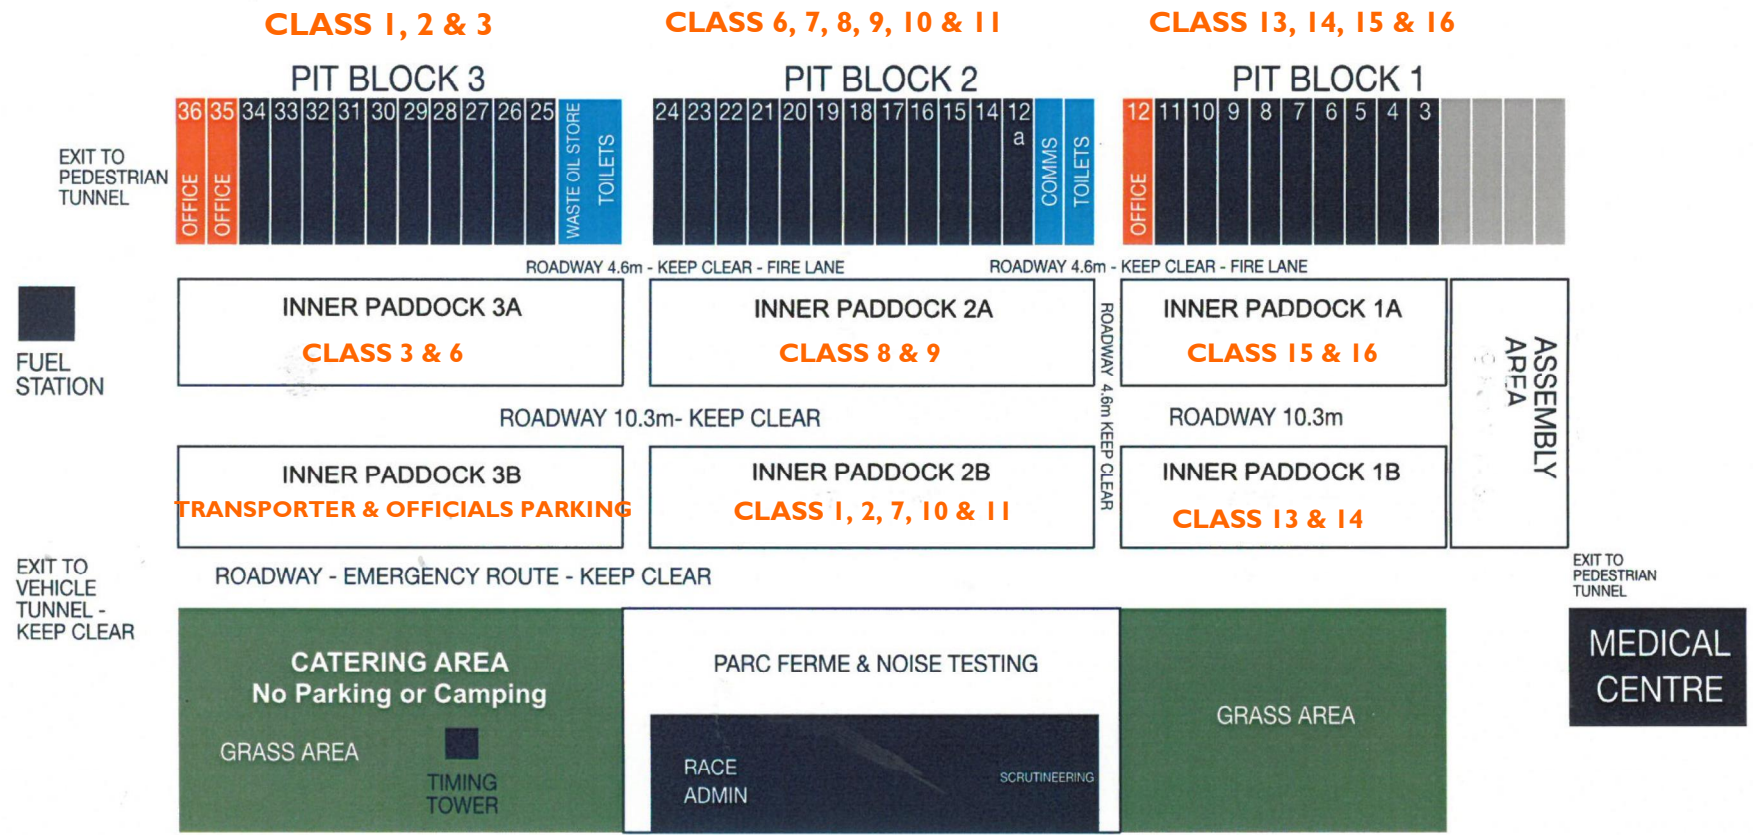 CLASS 1, 2 & 3
CLASS 6, 7, 8, 9, 10 & 11
CLASS 13, 14, 15 & 16
PIT BLOCK 3
PIT BLOCK 2
PIT BLOCK 1
36 35 34 33 32 31 30 29 28 27 26 25
24 23 22 21 20 19 18 17 16 15 14 12
a
12 11 10 9 8 7 6 5 4 3
OFFICE
OFFICE
WASTE OIL STORE
TOILETS
COMMS
TOILETS
OFFICE
EXIT TO
PEDESTRIAN
TUNNEL
ROADWAY 4.6m - KEEP CLEAR - FIRE LANE
ROADWAY 4.6m - KEEP CLEAR - FIRE LANE
FUEL
STATION
INNER PADDOCK 3A
CLASS 3 & 6
INNER PADDOCK 2A
CLASS 8 & 9
ROADWAY 4.6m KEEP CLEAR
INNER PADDOCK 1A
CLASS 15 & 16
ASSEMBLY
AREA
ROADWAY 10.3m- KEEP CLEAR
ROADWAY 10.3m
INNER PADDOCK 3B
TRANSPORTER & OFFICIALS PARKING
INNER PADDOCK 2B
CLASS 1, 2, 7, 10 & 11
INNER PADDOCK 1B
CLASS 13 & 14
EXIT TO
VEHICLE
TUNNEL -
KEEP CLEAR
ROADWAY - EMERGENCY ROUTE - KEEP CLEAR
EXIT TO
PEDESTRIAN
TUNNEL
CATERING AREA
No Parking or Camping
GRASS AREA
TIMING
TOWER
PARC FERME & NOISE TESTING
RACE
ADMIN
SCRUTINEERING
GRASS AREA
MEDICAL
CENTRE